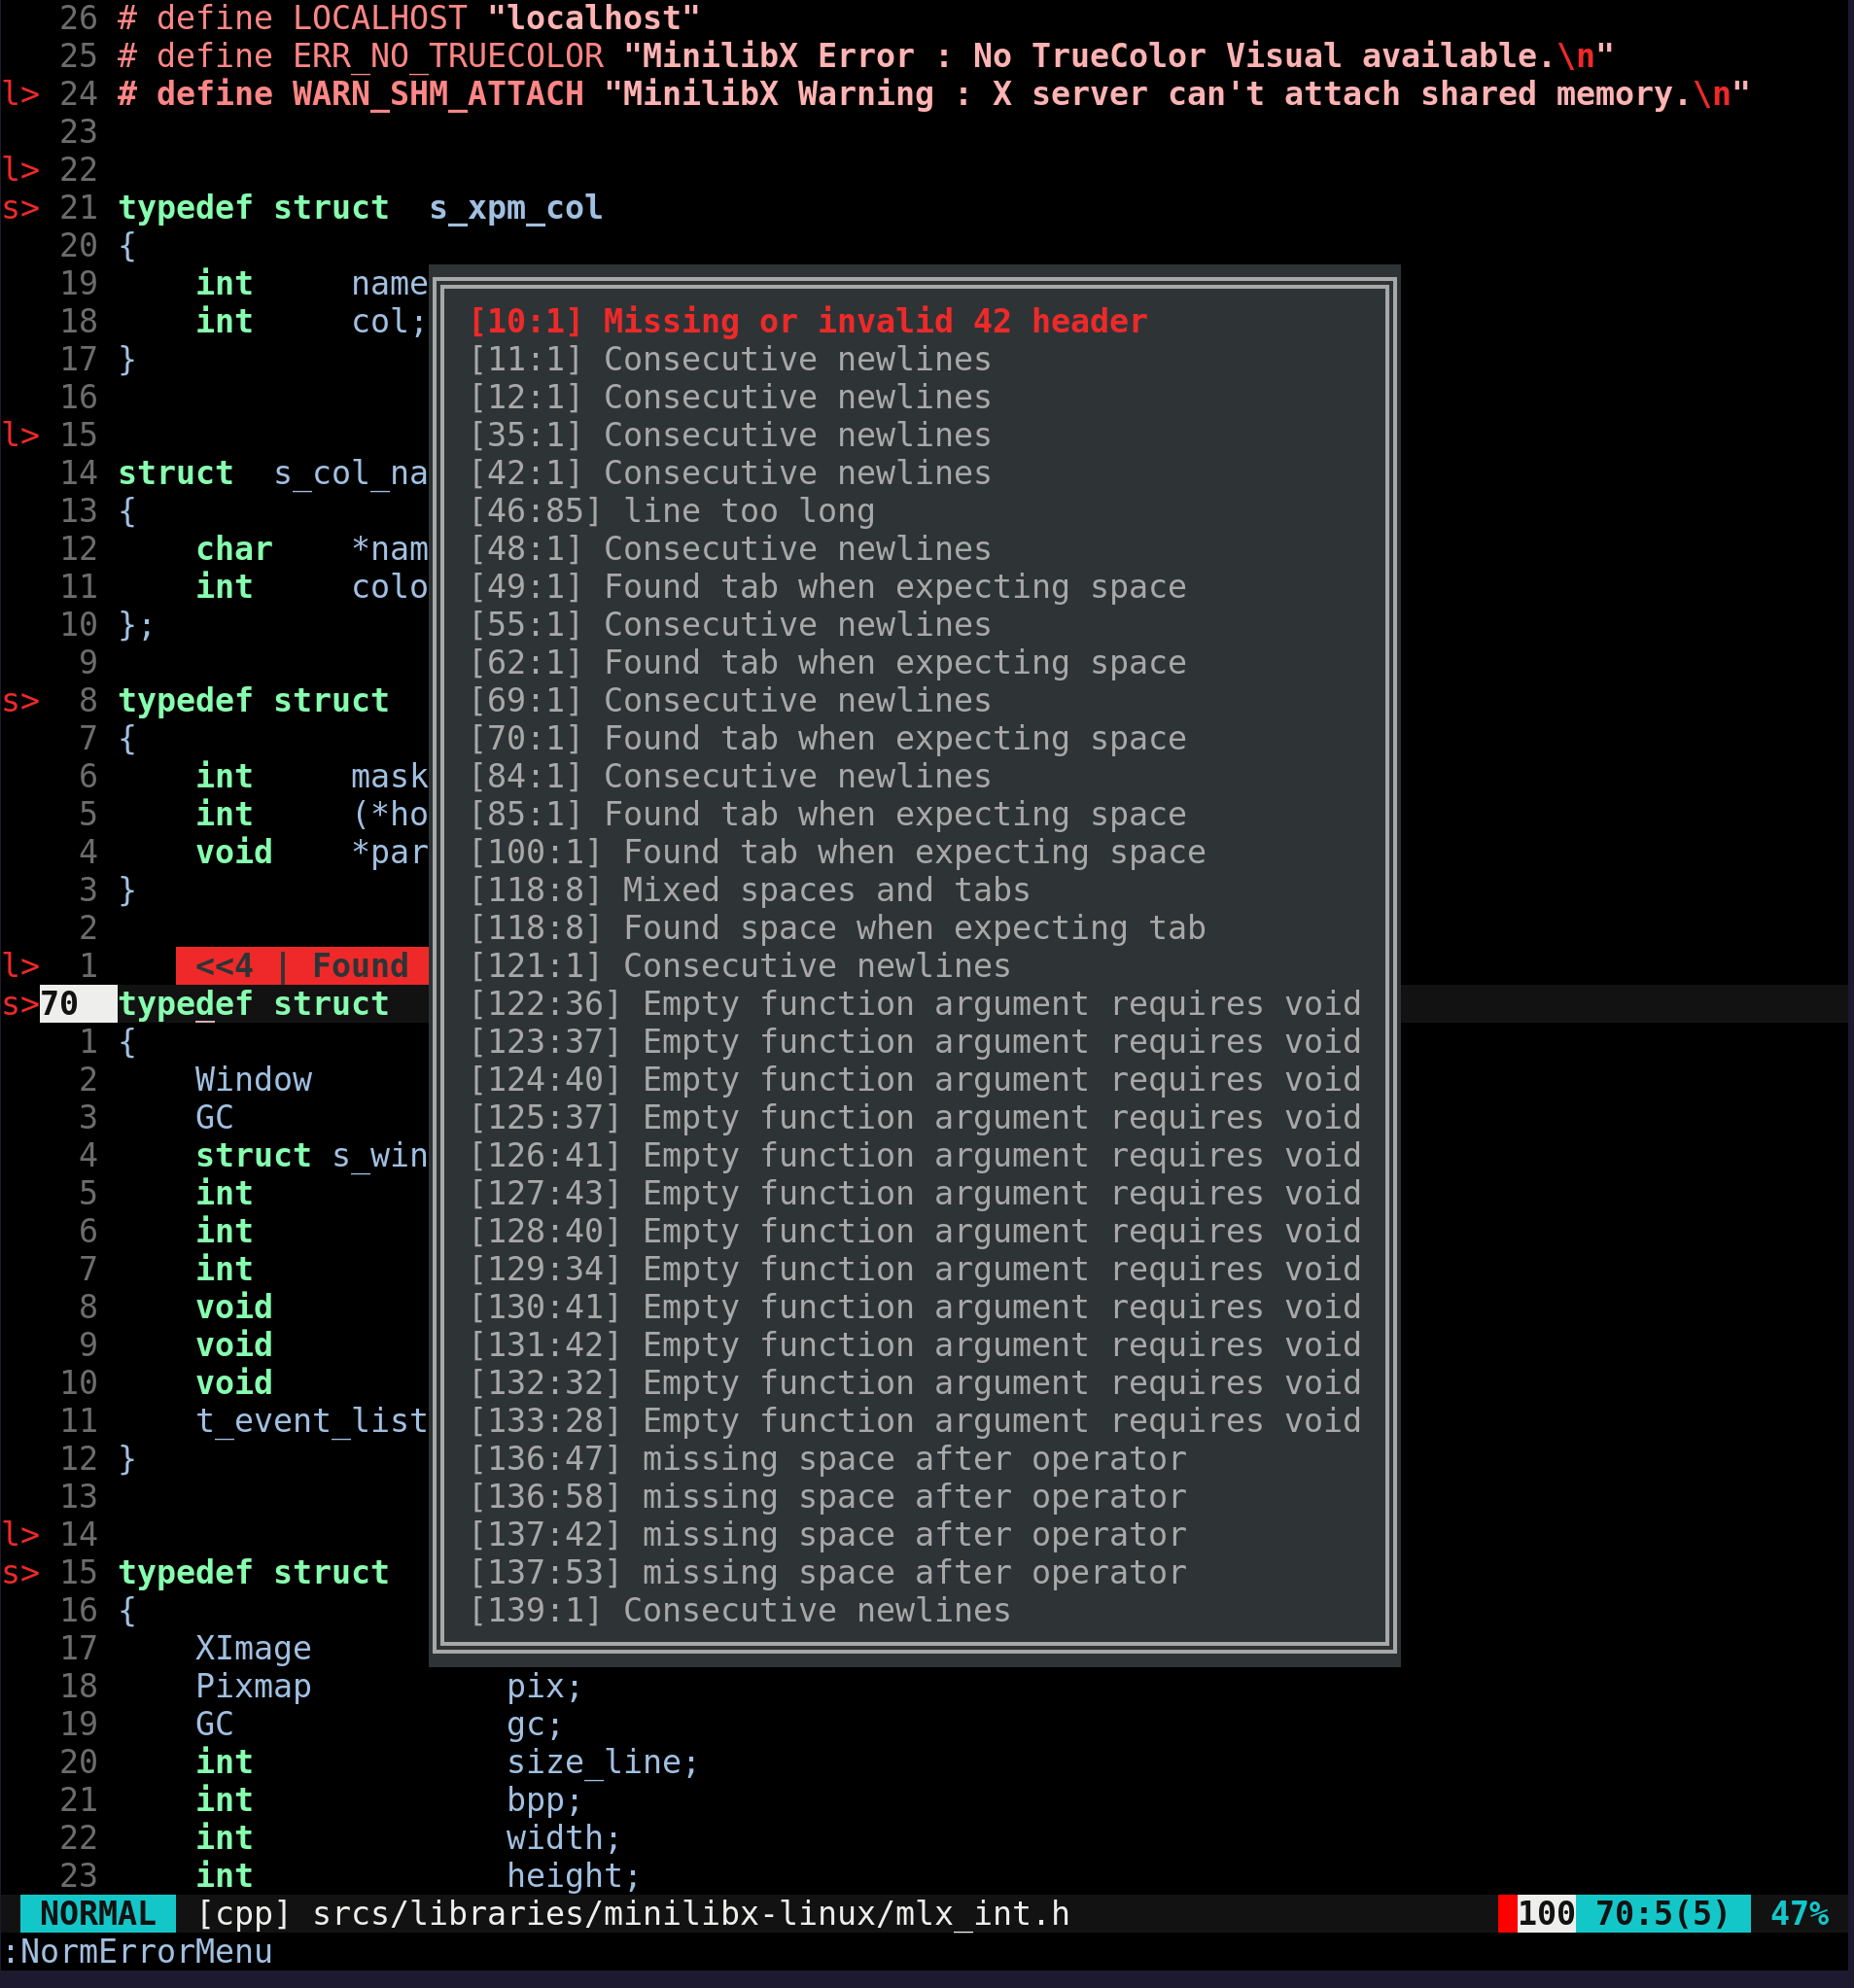 26 # define LOCALHOST "localhost"
25 # define ERR_NO_TRUECOLOR "MinilibX Error : No TrueColor Visual available.\n"
l> 24 # define WARN_SHM_ATTACH "MinilibX Warning : X server can't attach shared memory.\n"
23
l> 22
s> 21 typedef struct  s_xpm_col
20 {
19     int     name
18     int     col;
17 }
16
l> 15
14 struct  s_col_na
13 {
12     char    *nam
11     int     colo
10 };
9
s> 8 typedef struct
7 {
6     int     mask
5     int     (*ho
4     void    *par
3 }
2
l> 1    <<4 | Found
s>70  typedef struct
1 {
2     Window
3     GC
4     struct s_win
5     int
6     int
7     int
8     void
9     void
10     void
11     t_event_list
12 }
13
l> 14
s> 15 typedef struct
16 {
17     XImage
18     Pixmap          pix;
19     GC              gc;
20     int             size_line;
21     int             bpp;
22     int             width;
23     int             height;
[10:1] Missing or invalid 42 header
[11:1] Consecutive newlines
[12:1] Consecutive newlines
[35:1] Consecutive newlines
[42:1] Consecutive newlines
[46:85] line too long
[48:1] Consecutive newlines
[49:1] Found tab when expecting space
[55:1] Consecutive newlines
[62:1] Found tab when expecting space
[69:1] Consecutive newlines
[70:1] Found tab when expecting space
[84:1] Consecutive newlines
[85:1] Found tab when expecting space
[100:1] Found tab when expecting space
[118:8] Mixed spaces and tabs
[118:8] Found space when expecting tab
[121:1] Consecutive newlines
[122:36] Empty function argument requires void
[123:37] Empty function argument requires void
[124:40] Empty function argument requires void
[125:37] Empty function argument requires void
[126:41] Empty function argument requires void
[127:43] Empty function argument requires void
[128:40] Empty function argument requires void
[129:34] Empty function argument requires void
[130:41] Empty function argument requires void
[131:42] Empty function argument requires void
[132:32] Empty function argument requires void
[133:28] Empty function argument requires void
[136:47] missing space after operator
[136:58] missing space after operator
[137:42] missing space after operator
[137:53] missing space after operator
[139:1] Consecutive newlines
NORMAL  [cpp] srcs/libraries/minilibx-linux/mlx_int.h 100 70:5(5)  47%
:NormErrorMenu